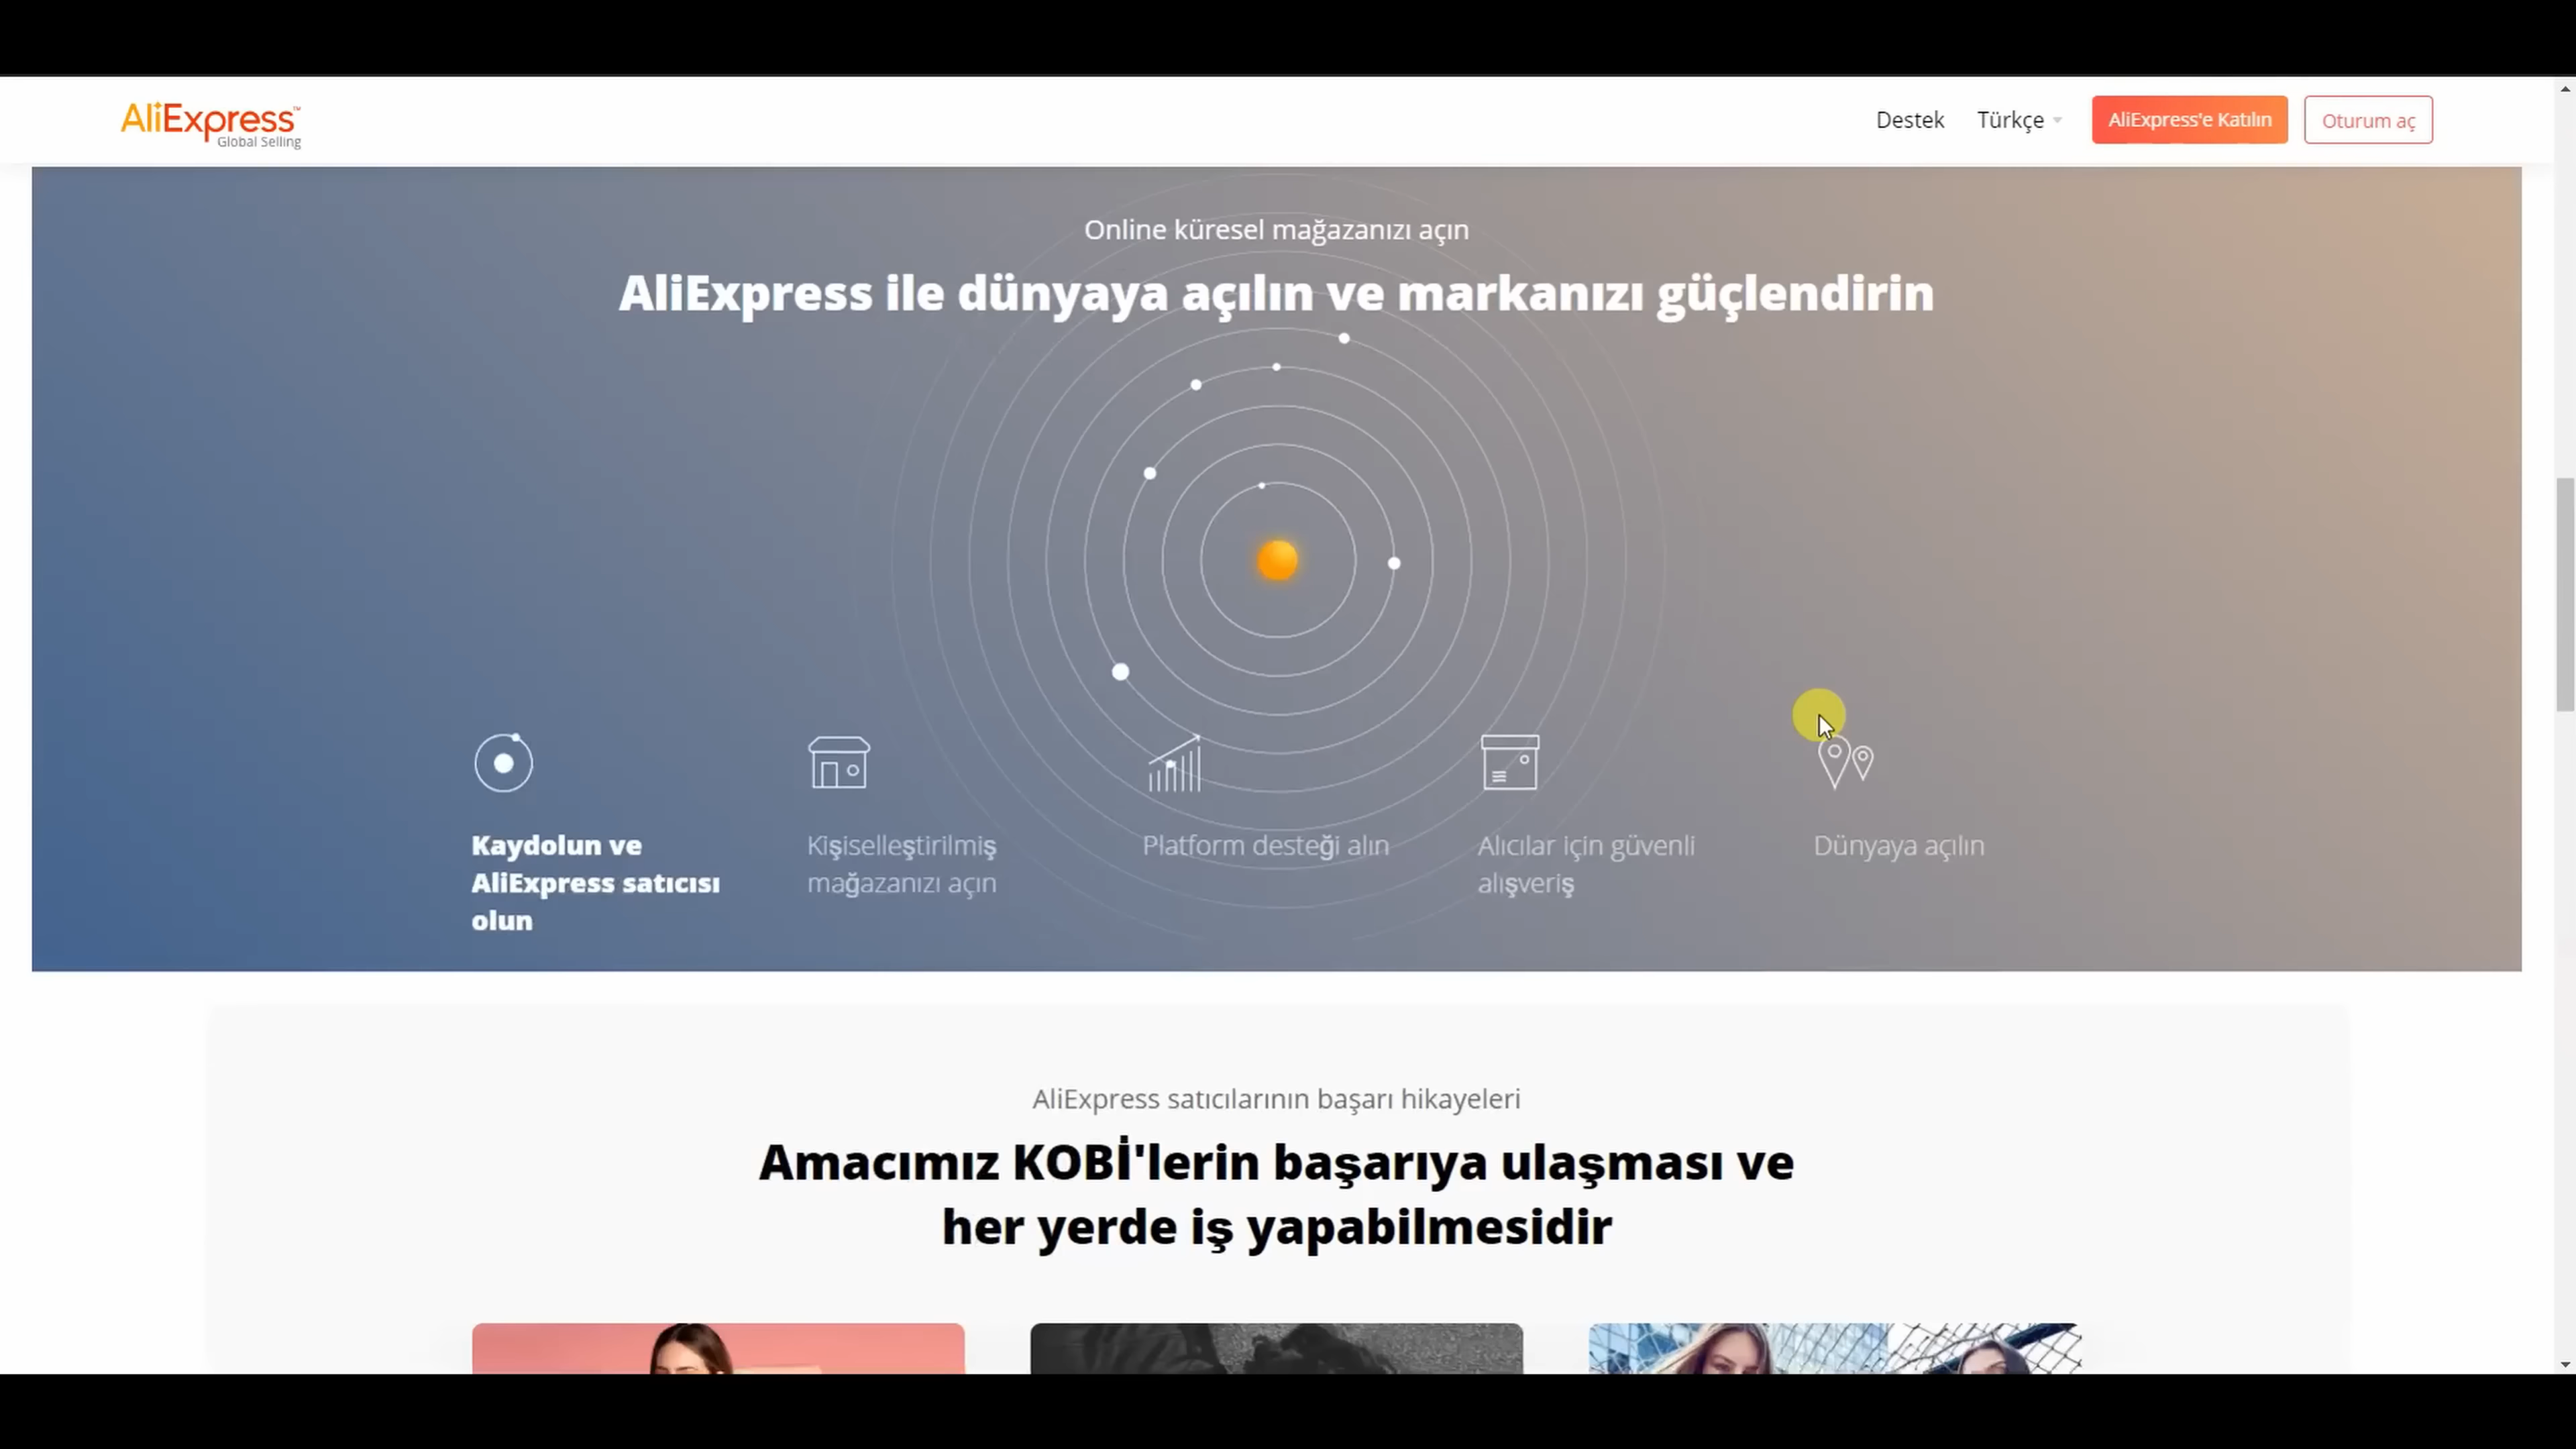 AliExpress™
Global Selling
Destek
Türkçe
AliExpress'e Katılın
Oturum aç
Online küresel mağazanızı açın
AliExpress ile dünyaya açılın ve markanızı güçlendirin
Kaydolun ve
AliExpress satıcısı
olun
Kişiselleştirilmiş
mağazanızı açın
Platform desteği alın
Alıcılar için güvenli
alışveriş
Dünyaya açılın
AliExpress satıcılarının başarı hikayeleri
Amacımız KOBİ'lerin başarıya ulaşması ve
her yerde iş yapabilmesidir